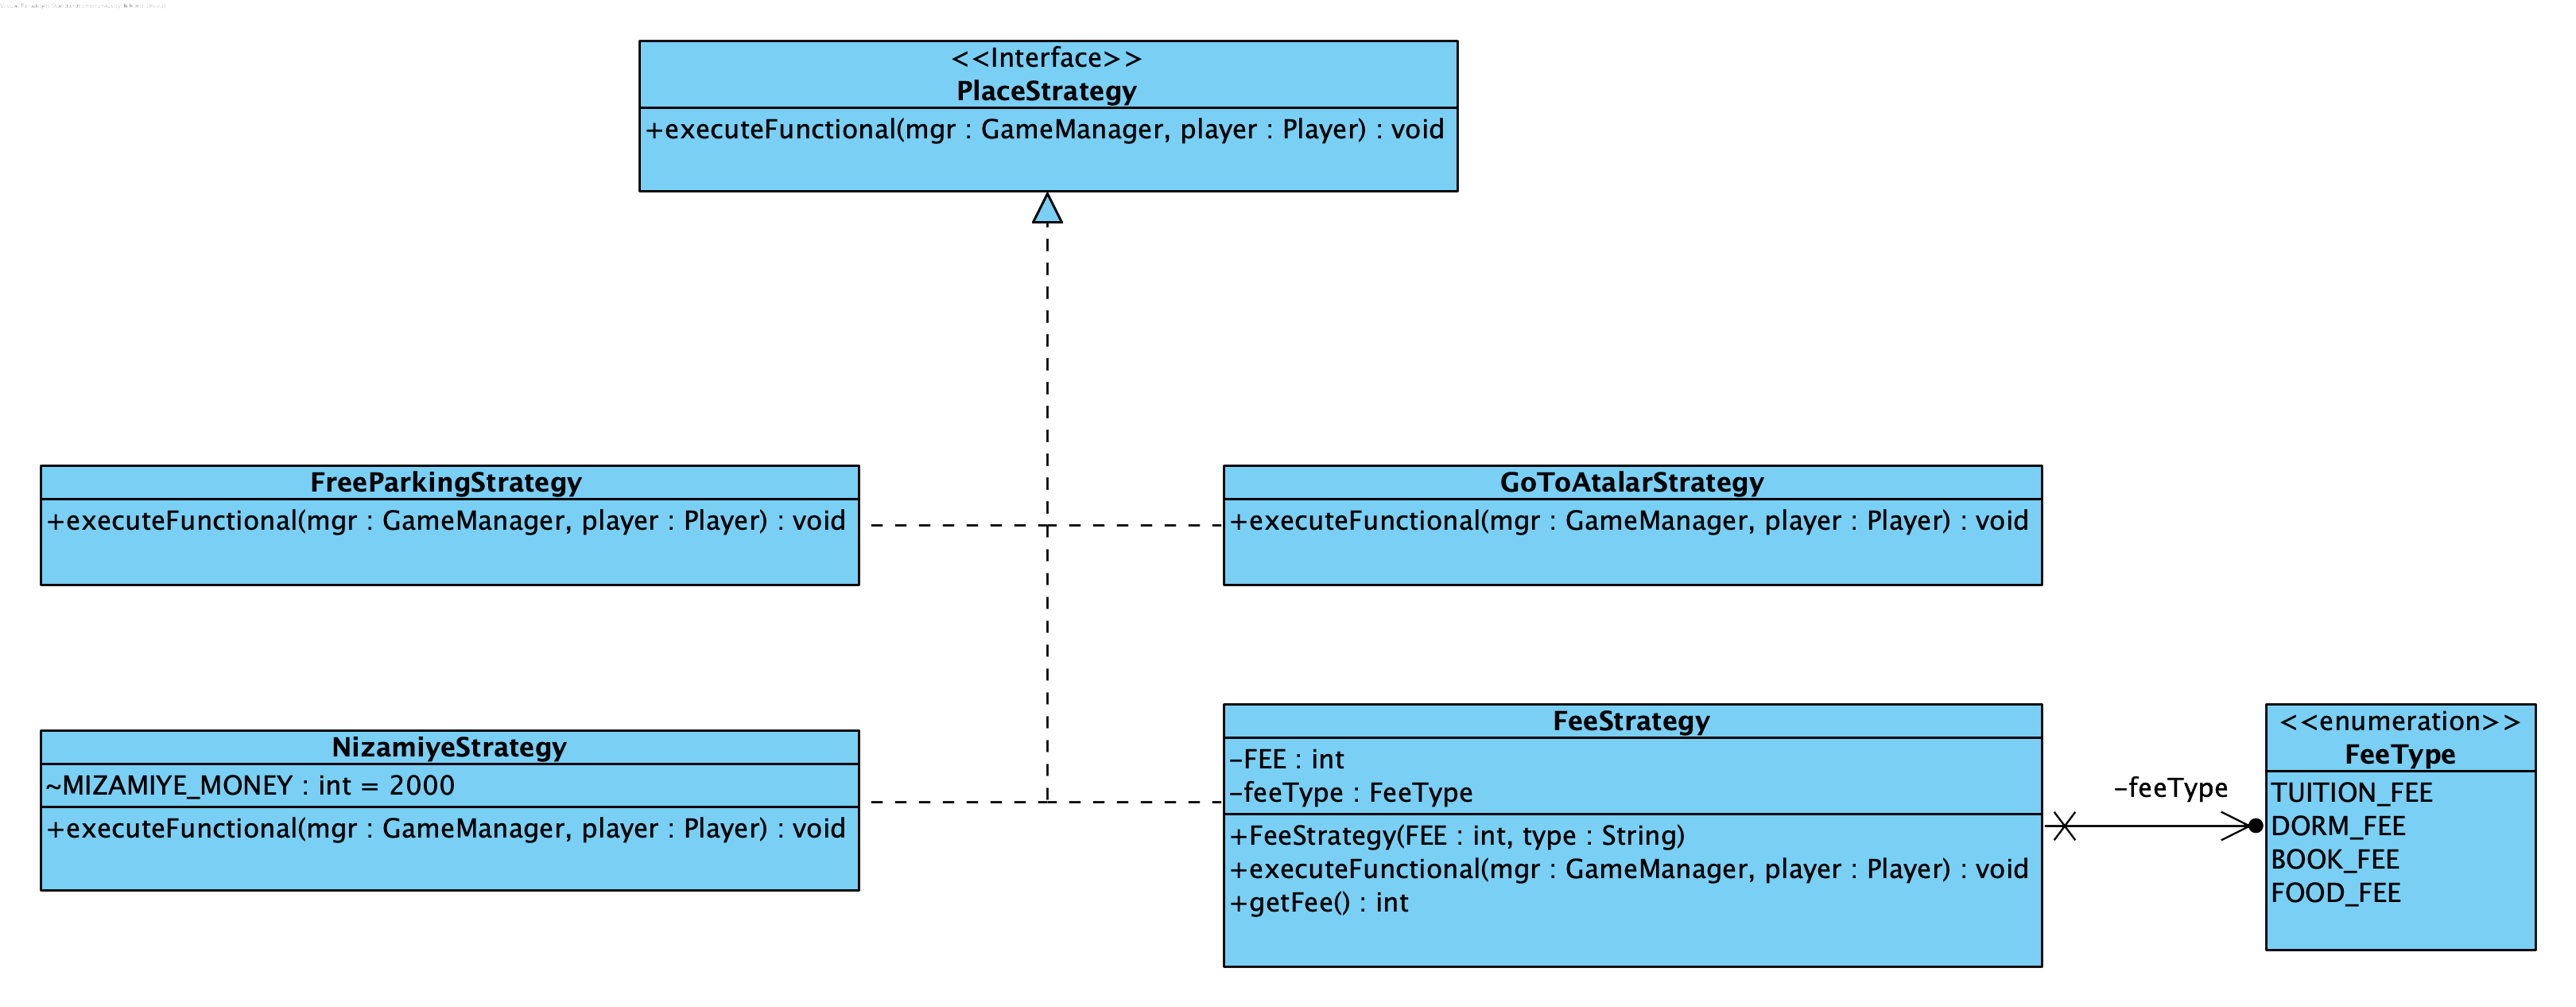 <<Interface>>
PlaceStrategy
+executeFunctional(mgr : GameManager, player : Player) : void
FreeParkingStrategy
+executeFunctional(mgr : GameManager, player : Player) : void
GoToAtalarStrategy
+executeFunctional(mgr : GameManager, player : Player) : void
NizamiyeStrategy
~MIZAMIYE_MONEY : int = 2000
+executeFunctional(mgr : GameManager, player : Player) : void
FeeStrategy
-FEE : int
-feeType : FeeType
+FeeStrategy(FEE : int, type : String)
+executeFunctional(mgr : GameManager, player : Player) : void
+getFee() : int
-feeType
<<enumeration>>
FeeType
TUITION_FEE
DORM_FEE
BOOK_FEE
FOOD_FEE